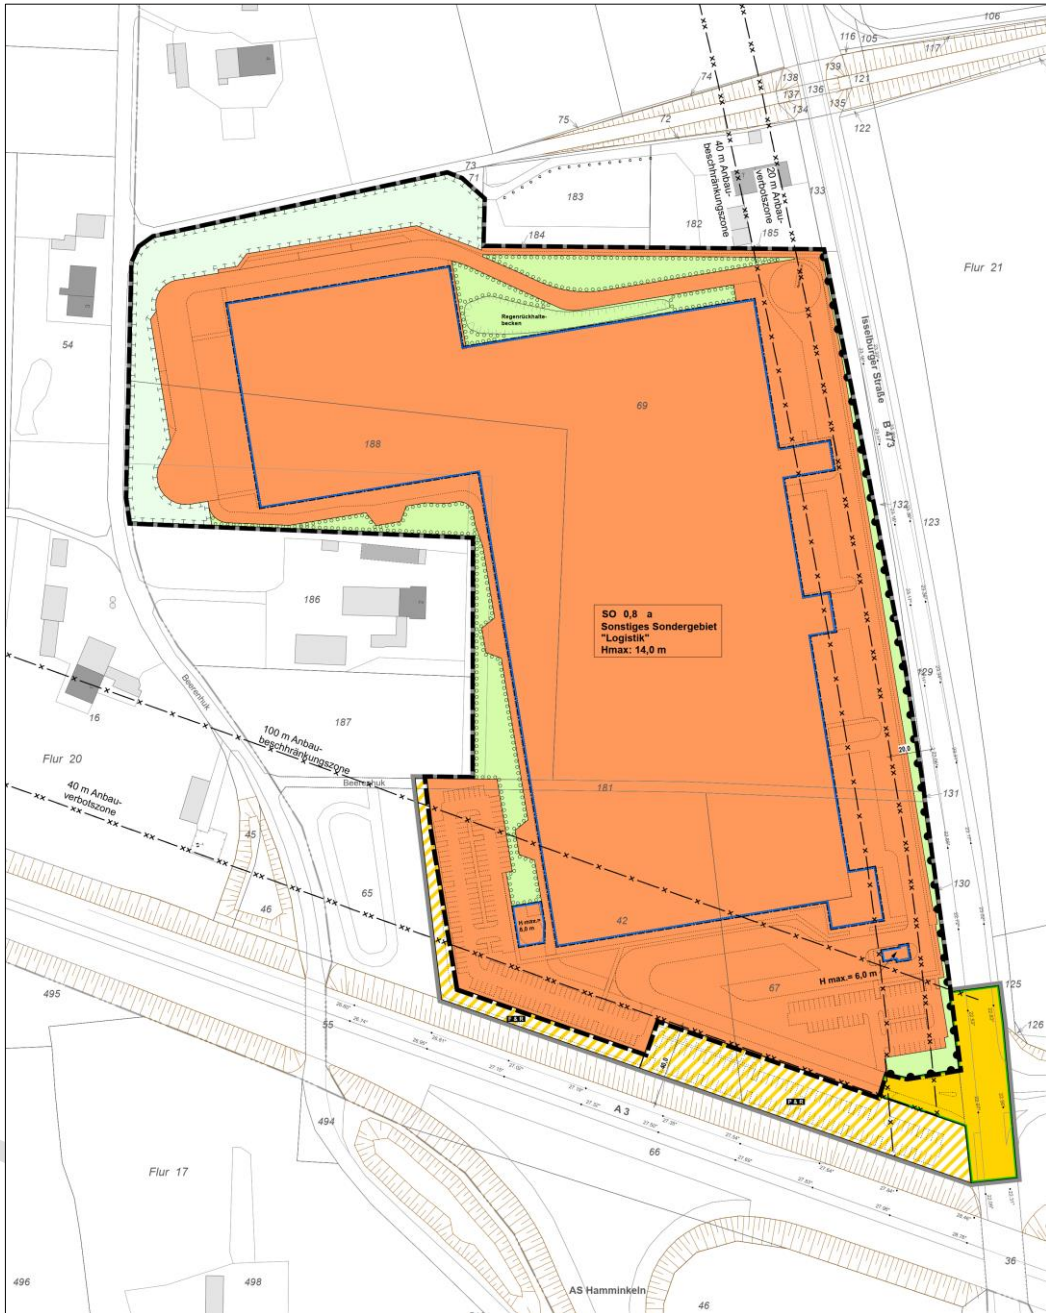 106
116
105
117
139
138
74
121
137
136
134
135
75
72
122
73
71
40 m Anbau-
beschhränkungszone
20 m Anbau-
verbotszone
133
183
182
184
185
Flur 21
Regenrückhalte-
becken
Isselburger Straße
B 473
54
69
188
132
123
186
SO 0,8 a
Sonstiges Sondergebiet
"Logistik"
Hmax: 14,0 m
129
Beerenhuk
16
187
100 m Anbau-
beschhränkungszone
20,0
Flur 20
Beerenhuk
40 m Anbau-
verbotszone
181
131
45
65
46
130
42
H max.=
6,0 m
H max.= 6,0 m
67
125
495
P & R
55
126
40,0
P & R
A 3
494
66
Flur 17
36
496
498
AS Hamminkeln
46